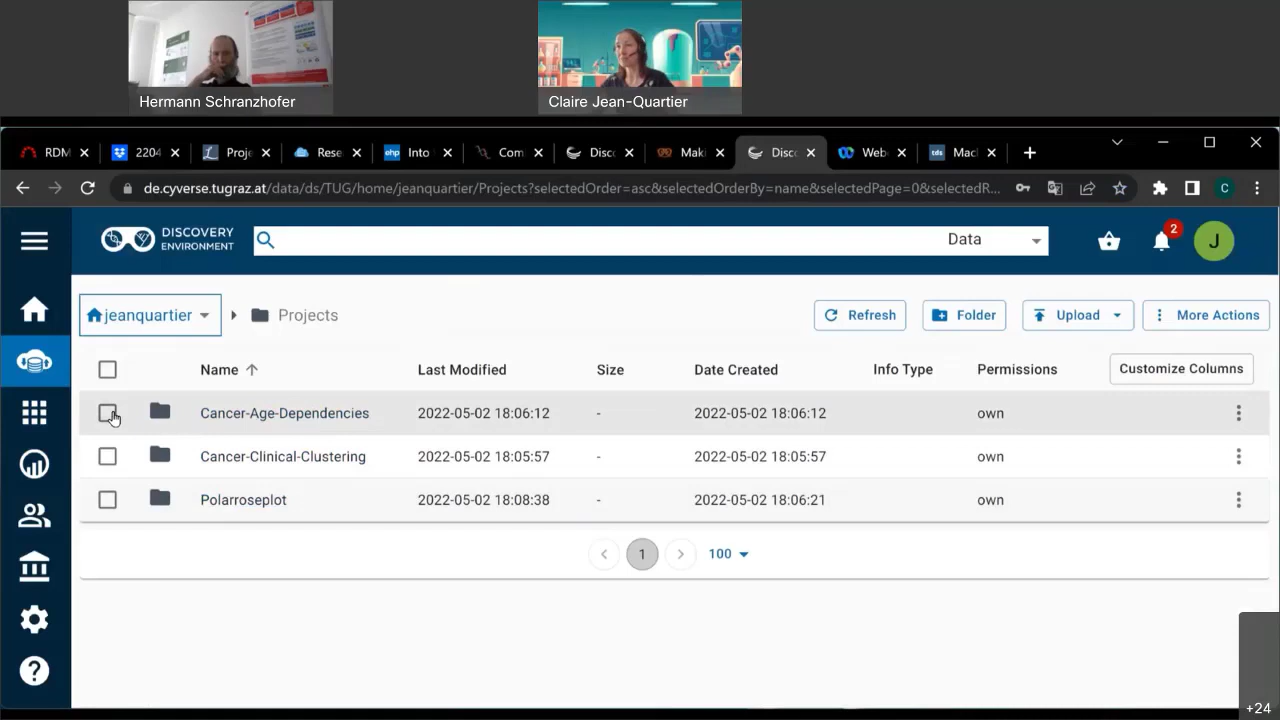 Hermann Schranzhofer
Claire Jean-Quartier
RDM
2204
Proje
Rese
ehp Into
Com
Disco
Maki
Disco
Web
tds Macl
de.cyverse.tugraz.at/data/ds/TUG/home/jeanquartier/Projects?selectedOrder=asc&selectedOrderBy=name&selectedPage=0&selectedR...
C
DISCOVERY
ENVIRONMENT
Data
2
J
jeanquartier
Projects
Refresh
Folder
Upload
More Actions
Name
Last Modified
Size
Date Created
Info Type
Permissions
Customize Columns
Cancer-Age-Dependencies 2022-05-02 18:06:12 - 2022-05-02 18:06:12 own
Cancer-Clinical-Clustering 2022-05-02 18:05:57 - 2022-05-02 18:05:57 own
Polarroseplot 2022-05-02 18:08:38 - 2022-05-02 18:06:21 own
1
100
+24